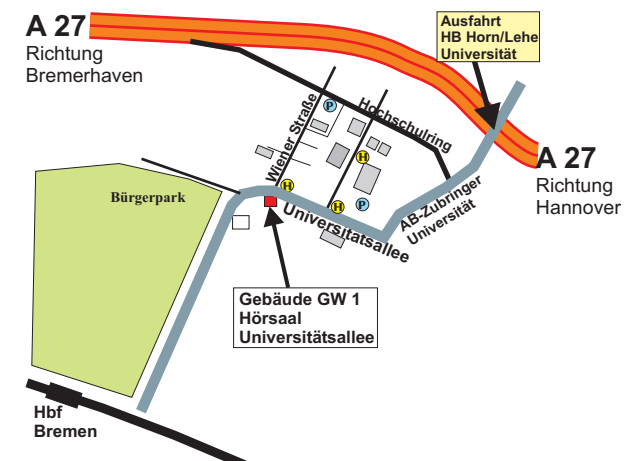 A 27
Richtung
Bremerhaven
Ausfahrt
HB Horn/Lehe
Universität
Wiener Straße
P
Hochschulring
H
A 27
Richtung
Hannover
Bürgerpark
H
H
P
Universitätsallee
AB-Zubringer
Universität
Gebäude GW 1
Hörsaal
Universitätsallee
Hbf
Bremen